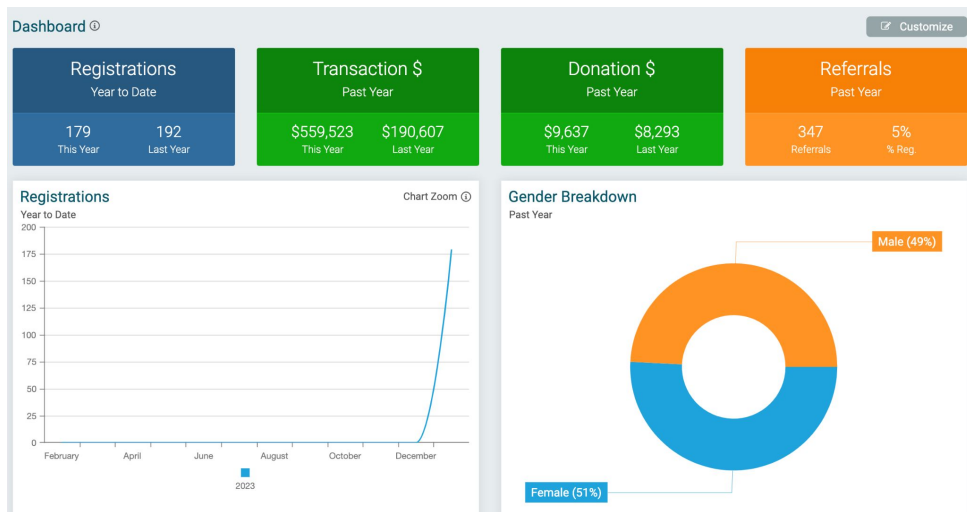 Dashboard
Customize
Registrations
Year to Date
179 192
This Year Last Year
Transaction $
Past Year
$559,523 $190,607
This Year Last Year
Donation $
Past Year
$9,637 $8,293
This Year Last Year
Referrals
Past Year
347 5%
Referrals % Reg.
Registrations Chart Zoom
Year to Date
200
175
150
125
100
75
50
25
0
February April June August October December
2023
Gender Breakdown
Past Year
Male (49%)
Female (51%)